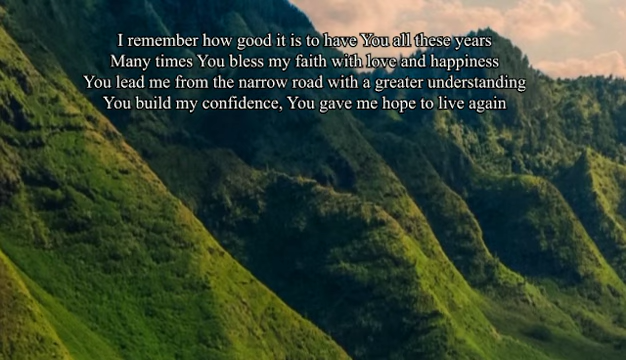 I remember how good it is to have You all these years
Many times You bless my faith with love and happiness
You lead me from the narrow road with a greater understanding
You build my confidence, You gave me hope to live again